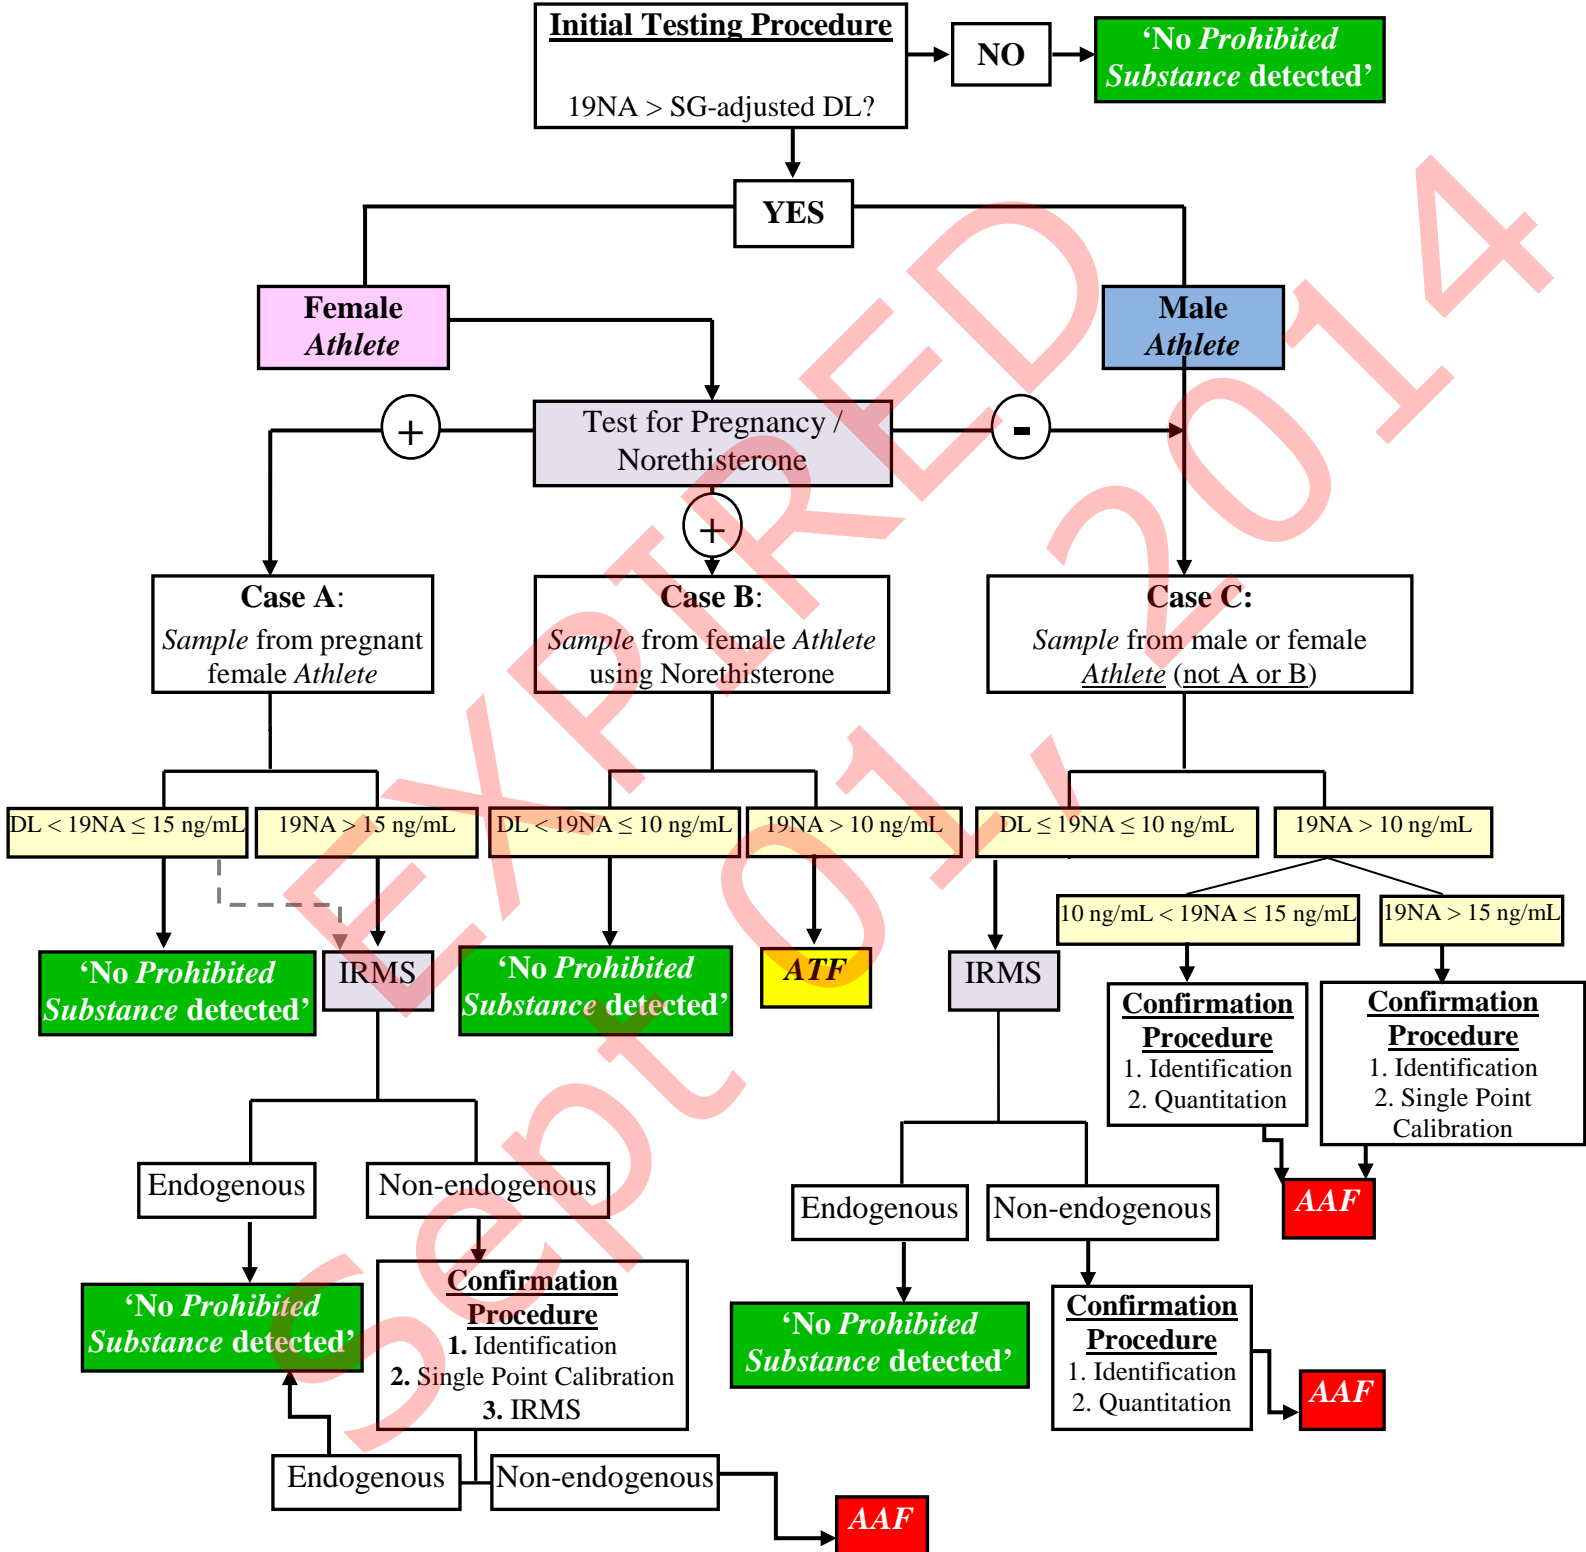 Initial Testing Procedure
19NA > SG-adjusted DL?
NO
‘No Prohibited
Substance detected’
YES
Female
Athlete
Male
Athlete
+
Test for Pregnancy /
Norethisterone
-
+
Case A:
Sample from pregnant
female Athlete
Case B:
Sample from female Athlete
using Norethisterone
Case C:
Sample from male or female
Athlete (not A or B)
DL < 19NA ≤ 15 ng/mL
19NA > 15 ng/mL
DL < 19NA ≤ 10 ng/mL
19NA > 10 ng/mL
DL ≤ 19NA ≤ 10 ng/mL
19NA > 10 ng/mL
10 ng/mL < 19NA ≤ 15 ng/mL
19NA > 15 ng/mL
‘No Prohibited
Substance detected’
IRMS
‘No Prohibited
Substance detected’
ATF
IRMS
Confirmation
Procedure
1. Identification
2. Quantitation
Confirmation
Procedure
1. Identification
2. Single Point
Calibration
AAF
Endogenous
Non-endogenous
Endogenous
Non-endogenous
‘No Prohibited
Substance detected’
Confirmation
Procedure
1. Identification
2. Single Point Calibration
3. IRMS
‘No Prohibited
Substance detected’
Confirmation
Procedure
1. Identification
2. Quantitation
AAF
Endogenous
Non-endogenous
AAF
EXPIRED
Sept 01, 2014